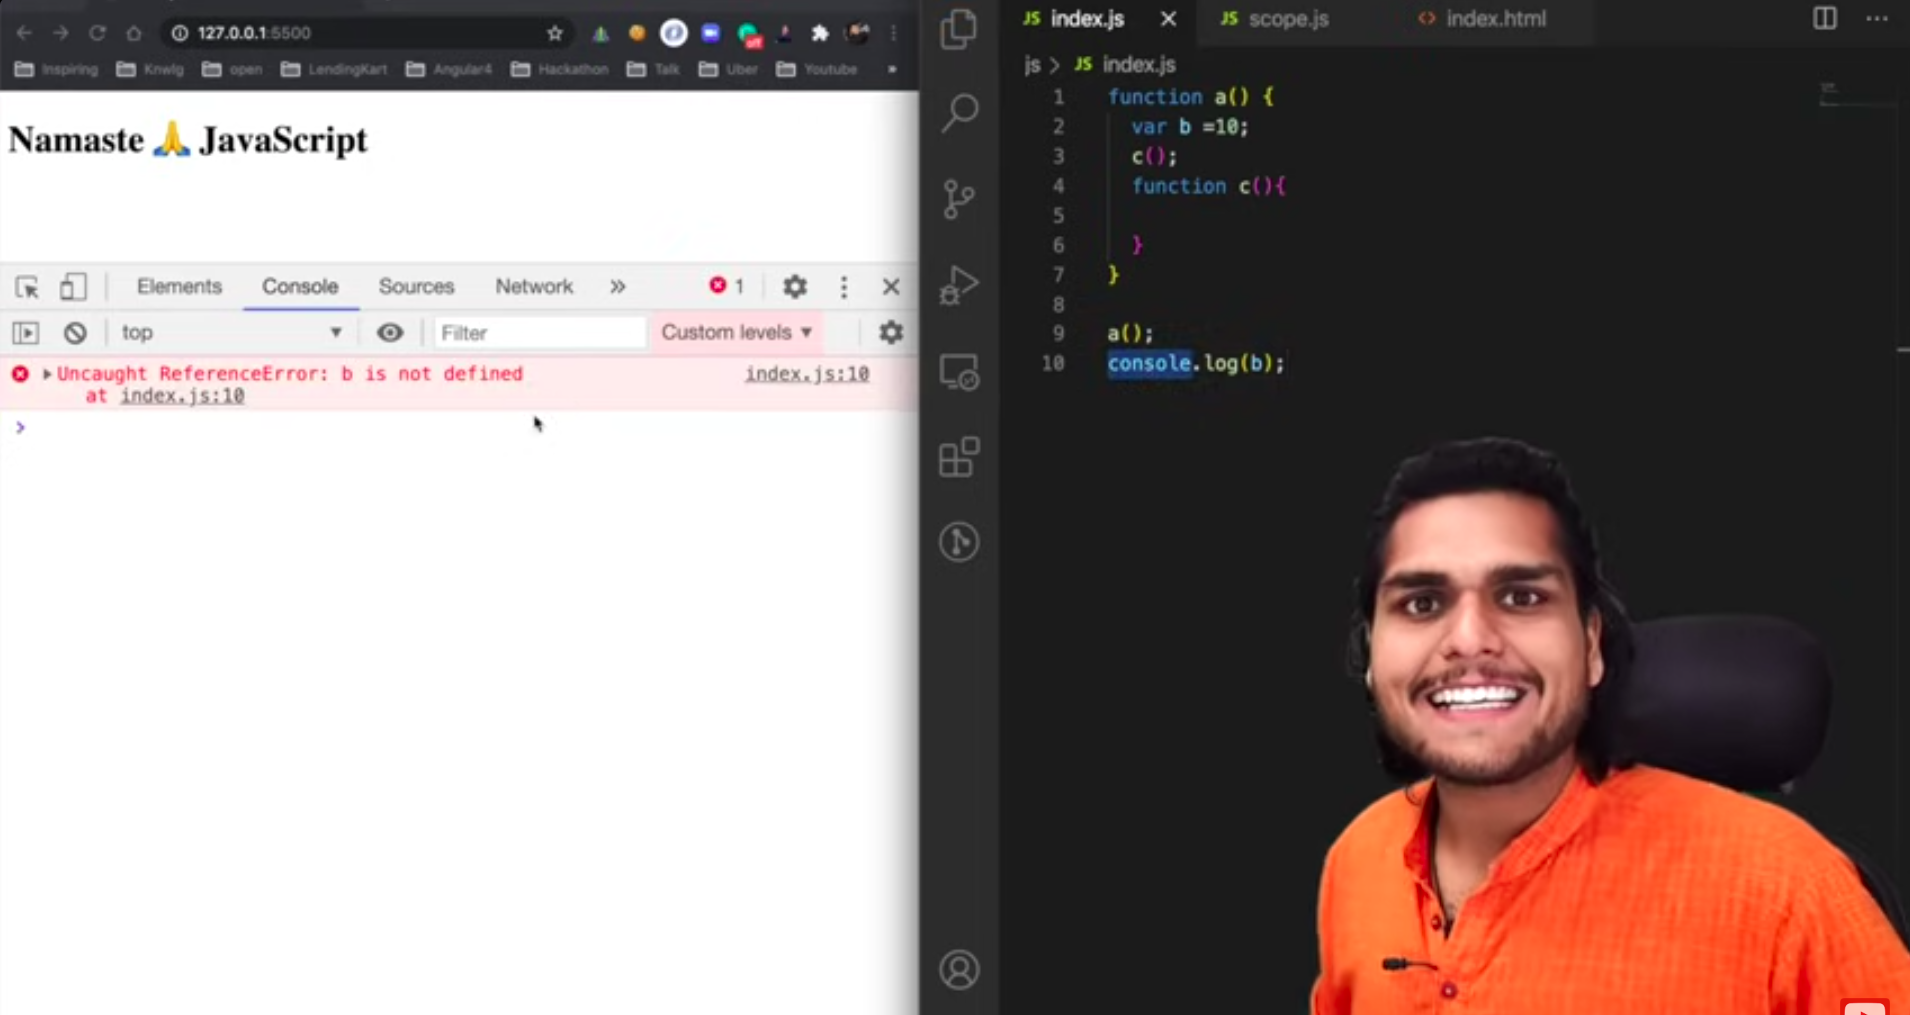 127.0.0.1:5500
Inspiring Knwlg open LendingKart Angular4 Hackathon Talk Uber Youtube »
off
Namaste 🙏 JavaScript
Elements Console Sources Network » 1
top Filter Custom levels
Uncaught ReferenceError: b is not defined index.js:10
at index.js:10
>
JS index.js JS scope.js <> index.html
js > JS index.js
1 function a() {
2 var b =10;
3 c();
4 function c(){
5
6 }
7 }
8
9 a();
10 console.log(b);